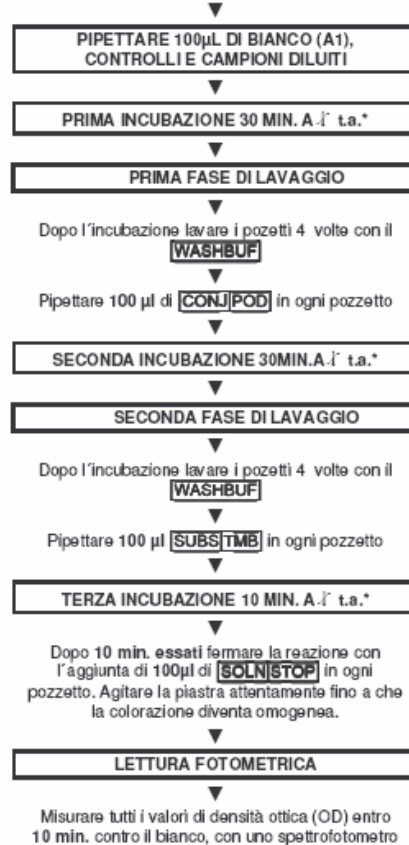 PIPETTARE 100µL DI BIANCO (A1),
CONTROLLI E CAMPIONI DILUITI
PRIMA INCUBAZIONE 30 MIN. A t.a.*
PRIMA FASE DI LAVAGGIO
Dopo l´incubazione lavare i pozetti 4 volte con il
WASHBUF
Pipettare 100 µl di CONJ POD in ogni pozzetto
SECONDA INCUBAZIONE 30MIN.A t.a.*
SECONDA FASE DI LAVAGGIO
Dopo l´incubazione lavare i pozetti 4 volte con il
WASHBUF
Pipettare 100 µl SUBS TMB in ogni pozzetto
TERZA INCUBAZIONE 10 MIN. A t.a.*
Dopo 10 min. essati fermare la reazione con
l´aggiunta di 100µl di SOLN STOP in ogni
pozzetto. Agitare la piastra attentamente fino a che
la colorazione diventa omogenea.
LETTURA FOTOMETRICA
Misurare tutti i valori di densità ottica (OD) entro
10 min. contro il bianco, con uno spettrofotometro